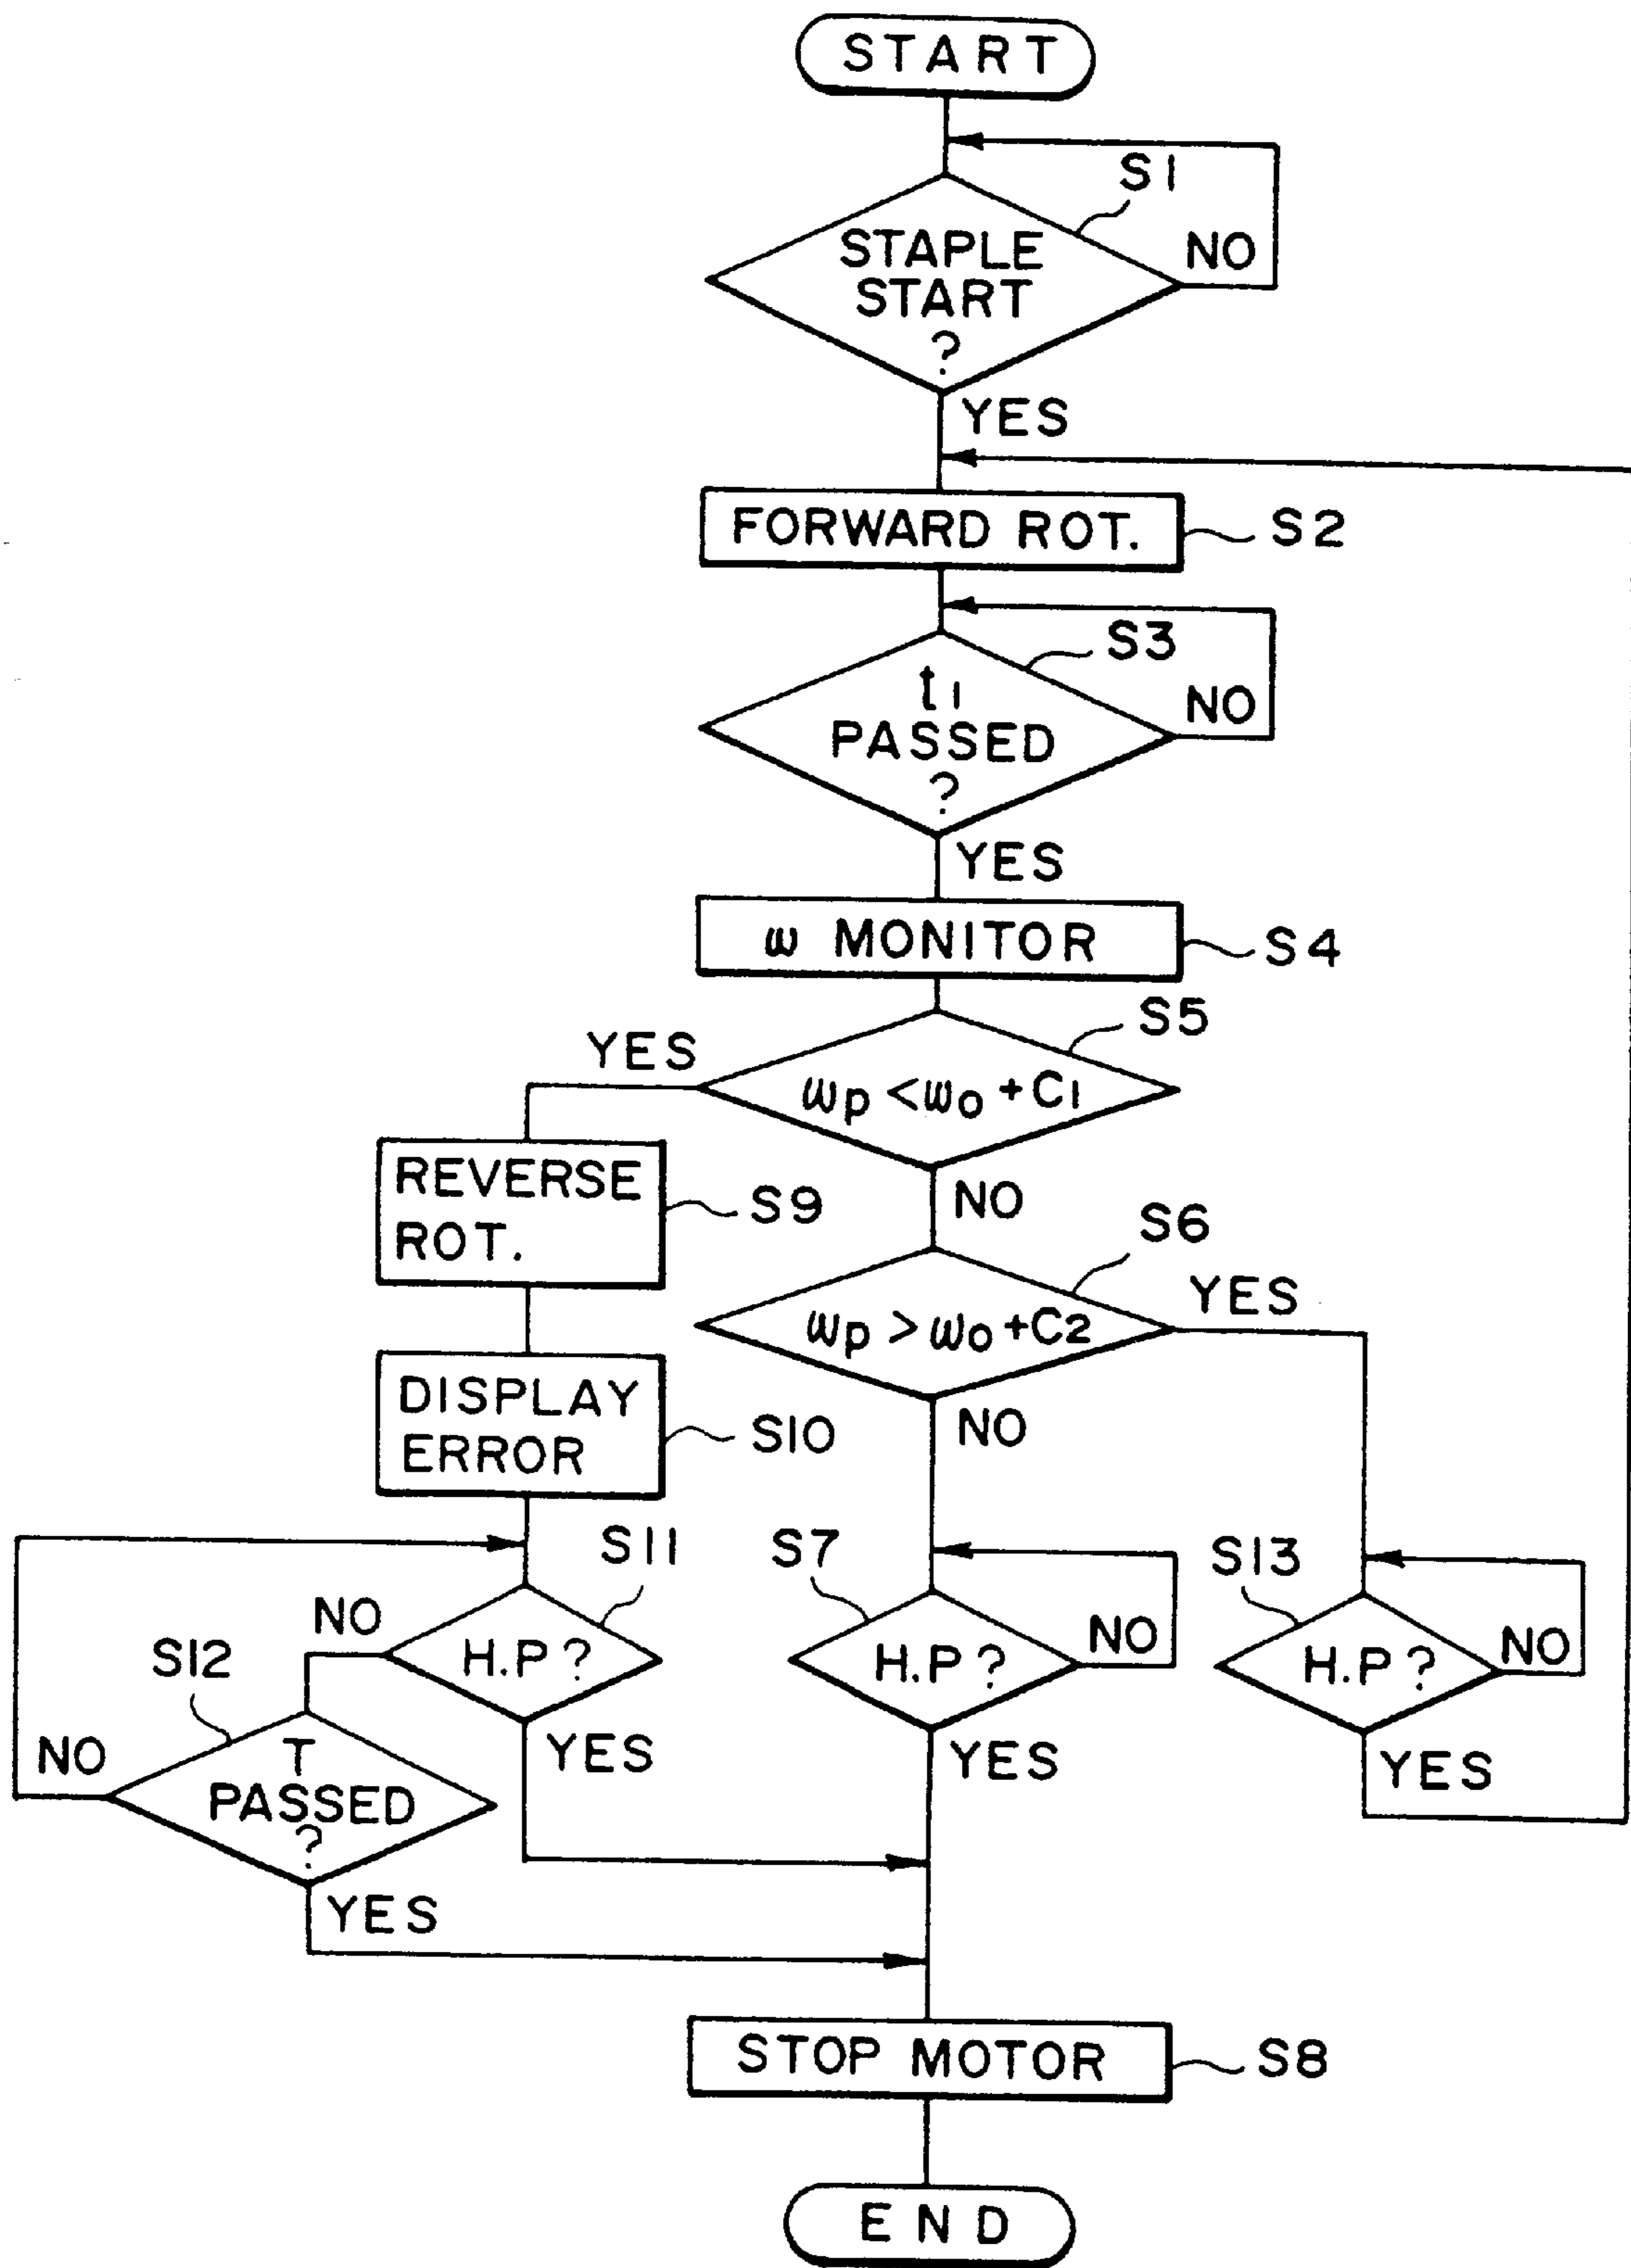 START
S1
STAPLE
START
?
NO
YES
FORWARD ROT.
S2
S3
t1
PASSED
?
NO
YES
ω MONITOR
S4
S5
YES
ωp<ωo+C1
NO
REVERSE
ROT.
S9
S6
ωp>ωo+C2
YES
NO
DISPLAY
ERROR
S10
S11
H.P?
NO
YES
S12
T
PASSED
?
NO
YES
S7
H.P?
NO
YES
S13
H.P?
NO
YES
STOP MOTOR
S8
END